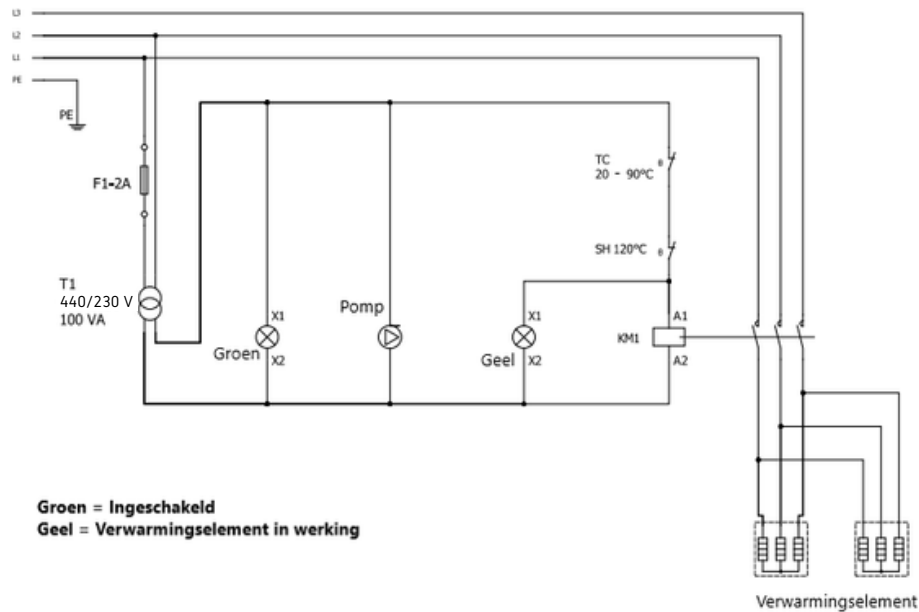 L3
L2
L1
PE
PE
F1-2A
T1
440/230 V
100 VA
X1
Groen
X2
Pomp
TC
20 - 90°C
θ
SH 120°C
θ
X1
Geel
X2
A1
KM1
A2
Groen = Ingeschakeld
Geel = Verwarmingselement in werking
Verwarmingselement